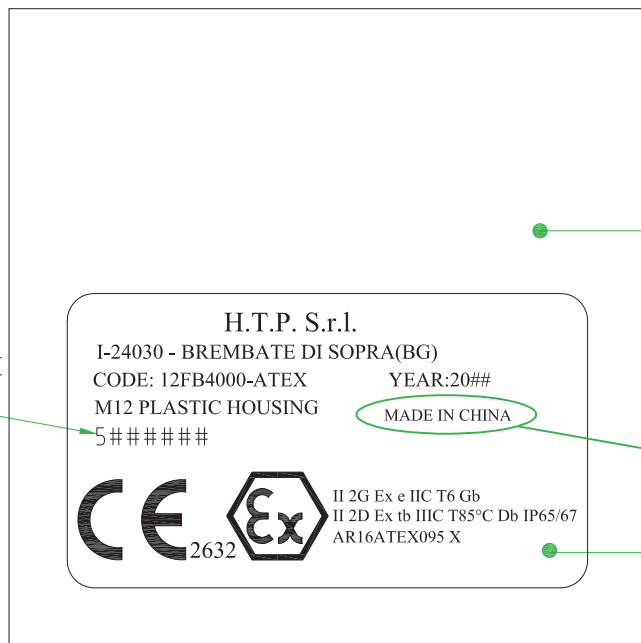 H.T.P. S.r.l.
I-24030 - BREMBATE DI SOPRA(BG)
CODE: 12FB4000-ATEX YEAR:20##
M12 PLASTIC HOUSING MADE IN CHINA
5######
CE 2632 Ex
II 2G Ex e IIC T6 Gb
II 2D Ex tb IIIC T85°C Db IP65/67
AR16ATEX095 X